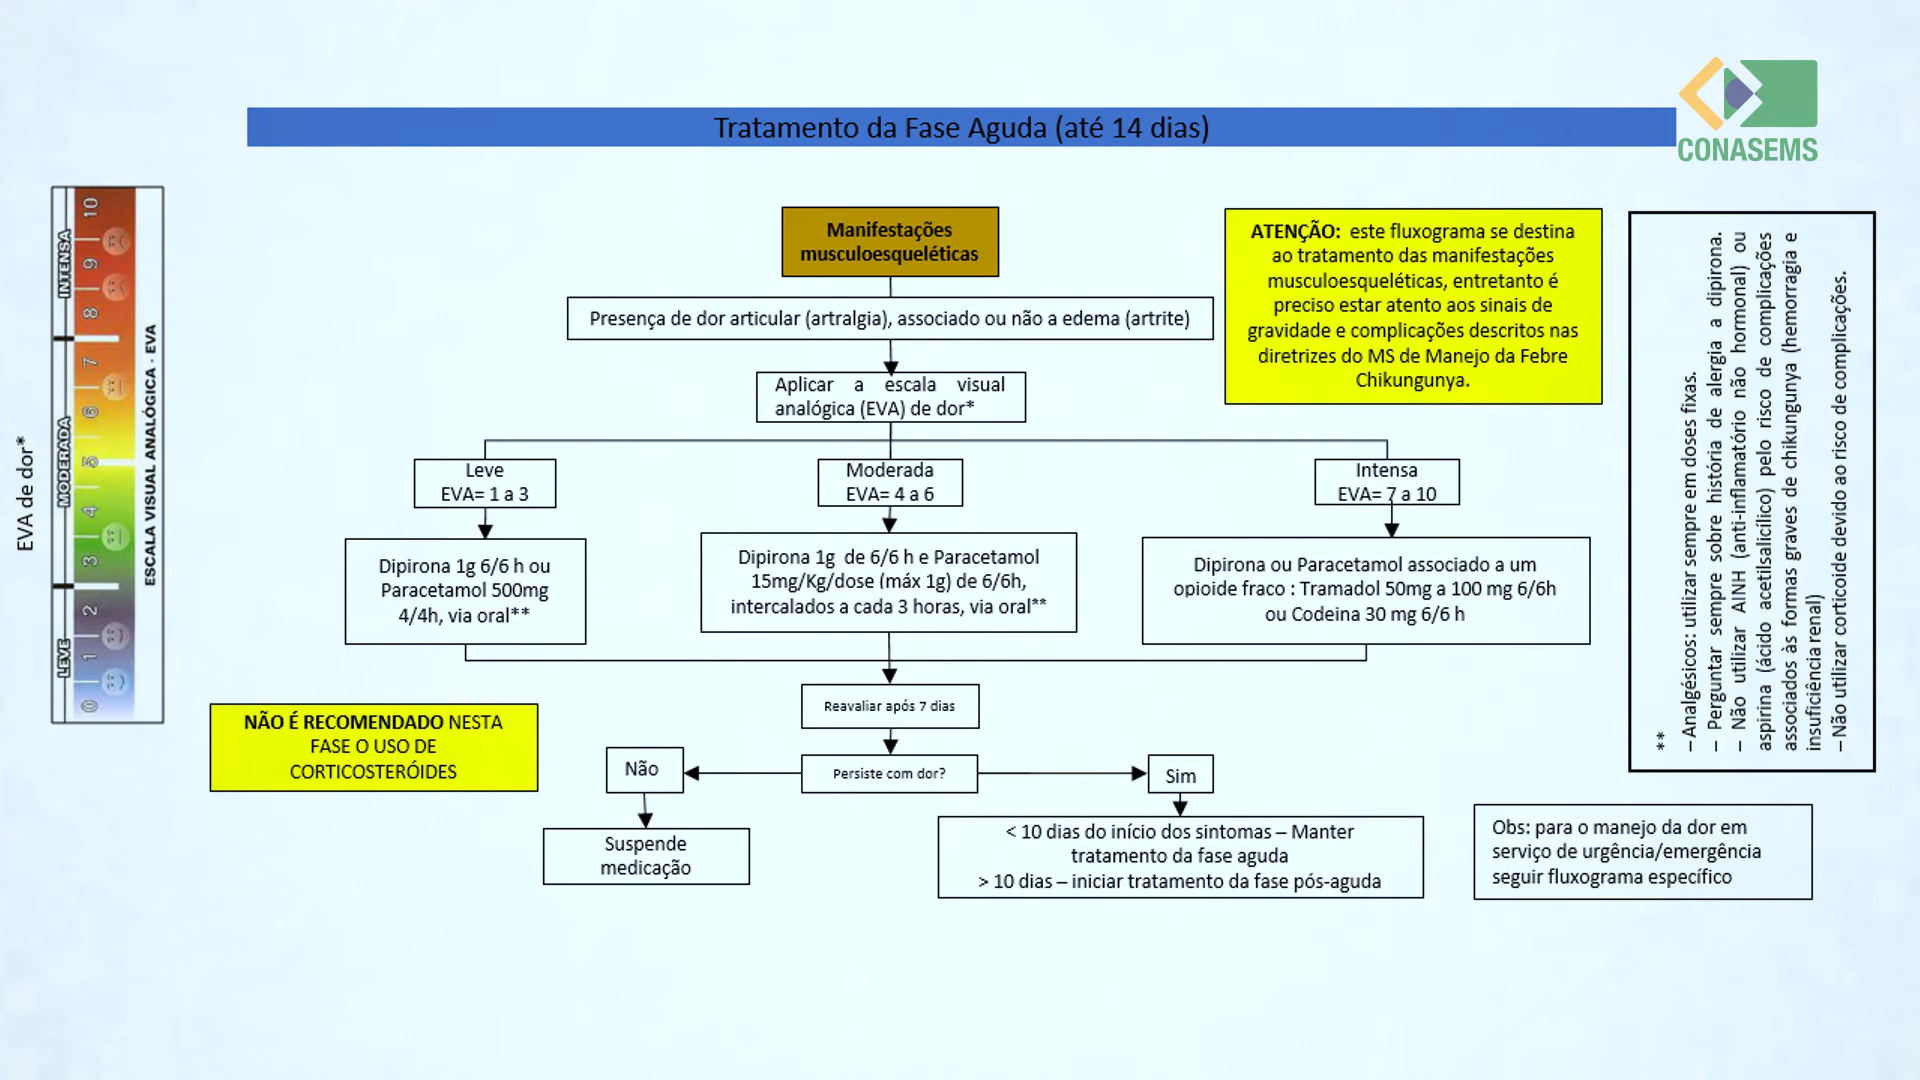 CONASEMS
Tratamento da Fase Aguda (até 14 dias)
EVA de dor*
LEVE MODERADA INTENSA
0 1 2 3 4 5 6 7 8 9 10
ESCALA VISUAL ANALÓGICA - EVA
Manifestações
musculoesqueléticas
Presença de dor articular (artralgia), associado ou não a edema (artrite)
Aplicar a escala visual
analógica (EVA) de dor*
ATENÇÃO: este fluxograma se destina
ao tratamento das manifestações
musculoesqueléticas, entretanto é
preciso estar atento aos sinais de
gravidade e complicações descritos nas
diretrizes do MS de Manejo da Febre
Chikungunya.
Leve
EVA= 1 a 3
Moderada
EVA= 4 a 6
Intensa
EVA= 7 a 10
Dipirona 1g 6/6 h ou
Paracetamol 500mg
4/4h, via oral**
Dipirona 1g de 6/6 h e Paracetamol
15mg/Kg/dose (máx 1g) de 6/6h,
intercalados a cada 3 horas, via oral**
Dipirona ou Paracetamol associado a um
opioide fraco : Tramadol 50mg a 100 mg 6/6h
ou Codeina 30 mg 6/6 h
Reavaliar após 7 dias
NÃO É RECOMENDADO NESTA
FASE O USO DE
CORTICOSTERÓIDES
Persiste com dor?
Não
Sim
Suspende
medicação
< 10 dias do início dos sintomas – Manter
tratamento da fase aguda
> 10 dias – iniciar tratamento da fase pós-aguda
**
– Analgésicos: utilizar sempre em doses fixas.
– Perguntar sempre sobre história de alergia a dipirona.
– Não utilizar AINH (anti-inflamatório não hormonal) ou
aspirina (ácido acetilsalicílico) pelo risco de complicações
associados às formas graves de chikungunya (hemorragia e
insuficiência renal)
– Não utilizar corticoide devido ao risco de complicações.
Obs: para o manejo da dor em
serviço de urgência/emergência
seguir fluxograma específico